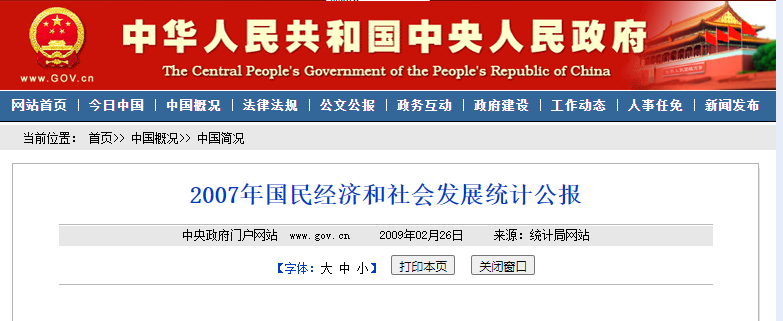 中华人民共和国中央人民政府
www.GOV.cn
The Central People's Government of the People's Republic of China
网站首页 | 今日中国 | 中国概况 | 法律法规 | 公文公报 | 政务互动 | 政府建设 | 工作动态 | 人事任免 | 新闻发布
当前位置： 首页>> 中国概况>> 中国简况
2007年国民经济和社会发展统计公报
中央政府门户网站 www.gov.cn 2009年02月26日 来源：统计局网站
【字体：大 中 小】 打印本页 关闭窗口